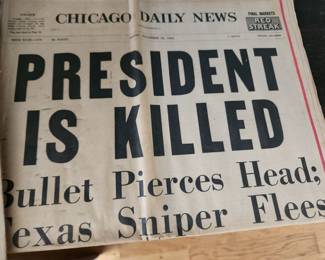 CHICAGO DAILY NEWS
FINAL MARKETS
RED
STREAK
PRESIDENT
IS KILLED
Bullet Pierces Head;
Texas Sniper Flees